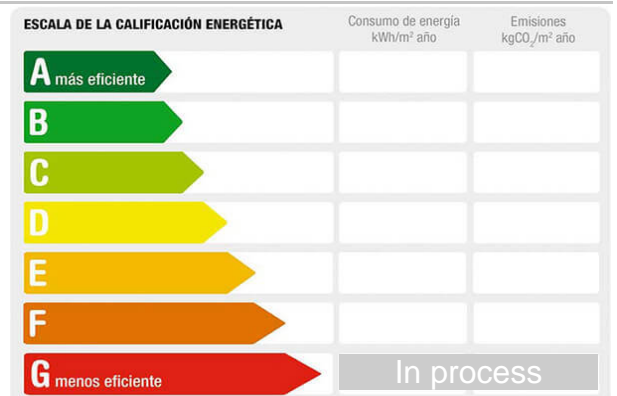 ESCALA DE LA CALIFICACIÓN ENERGÉTICA
Consumo de energía
kWh/m² año
Emisiones
kgCO₂/m² año
A más eficiente
B
C
D
E
F
G menos eficiente
In process